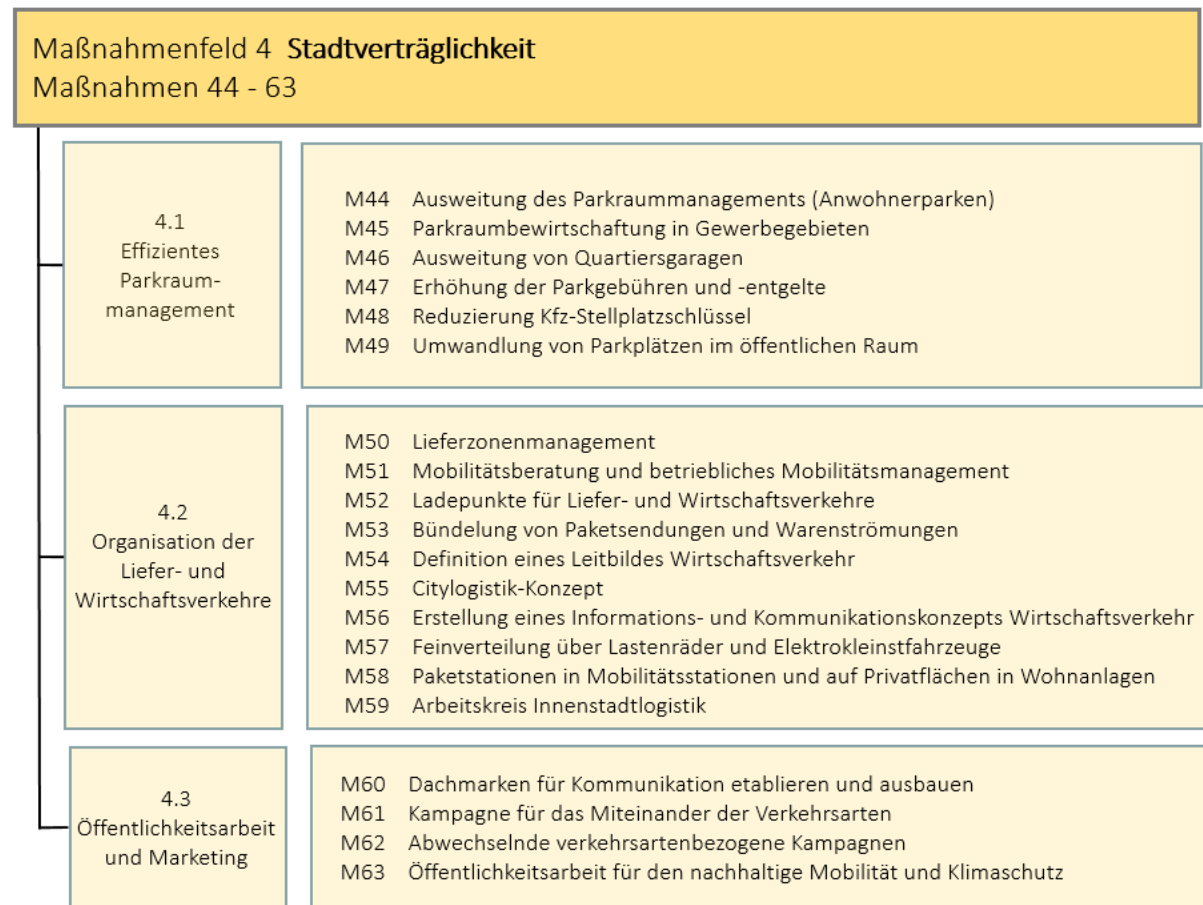 Maßnahmenfeld 4 Stadtverträglichkeit
Maßnahmen 44 - 63
4.1
Effizientes
Parkraum-
management
M44 Ausweitung des Parkraummanagements (Anwohnerparken)
M45 Parkraumbewirtschaftung in Gewerbegebieten
M46 Ausweitung von Quartiersgaragen
M47 Erhöhung der Parkgebühren und -entgelte
M48 Reduzierung Kfz-Stellplatzschlüssel
M49 Umwandlung von Parkplätzen im öffentlichen Raum
4.2
Organisation der
Liefer- und
Wirtschaftsverkehre
M50 Lieferzonenmanagement
M51 Mobilitätsberatung und betriebliches Mobilitätsmanagement
M52 Ladepunkte für Liefer- und Wirtschaftsverkehre
M53 Bündelung von Paketsendungen und Warenströmungen
M54 Definition eines Leitbildes Wirtschaftsverkehr
M55 Citylogistik-Konzept
M56 Erstellung eines Informations- und Kommunikationskonzepts Wirtschaftsverkehr
M57 Feinverteilung über Lastenräder und Elektrokleinstfahrzeuge
M58 Paketstationen in Mobilitätsstationen und auf Privatflächen in Wohnanlagen
M59 Arbeitskreis Innenstadtlogistik
4.3
Öffentlichkeitsarbeit
und Marketing
M60 Dachmarken für Kommunikation etablieren und ausbauen
M61 Kampagne für das Miteinander der Verkehrsarten
M62 Abwechselnde verkehrsartenbezogene Kampagnen
M63 Öffentlichkeitsarbeit für den nachhaltige Mobilität und Klimaschutz